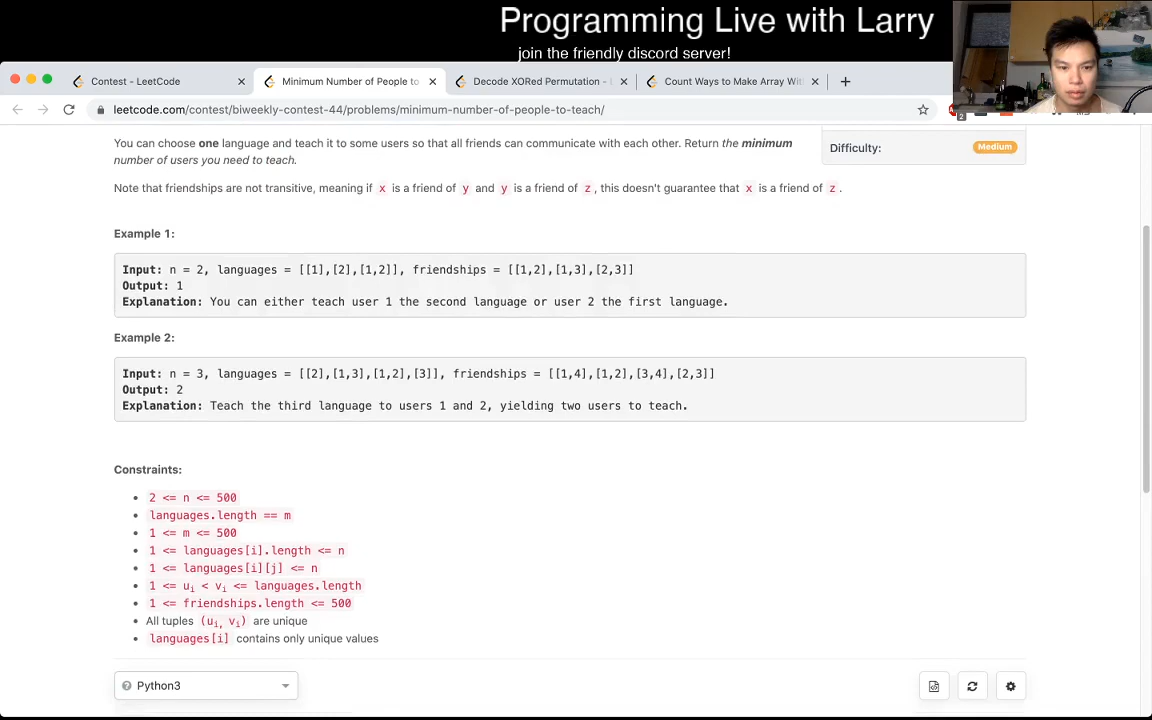 Programming Live with Larry
join the friendly discord server!
Contest - LeetCode
Minimum Number of People to
Decode XORed Permutation -
Count Ways to Make Array Wit
leetcode.com/contest/biweekly-contest-44/problems/minimum-number-of-people-to-teach/
2
You can choose one language and teach it to some users so that all friends can communicate with each other. Return the minimum
number of users you need to teach.
Difficulty:
Medium
Note that friendships are not transitive, meaning if x is a friend of y and y is a friend of z, this doesn't guarantee that x is a friend of z.
Example 1:
Input: n = 2, languages = [[1],[2],[1,2]], friendships = [[1,2],[1,3],[2,3]]
Output: 1
Explanation: You can either teach user 1 the second language or user 2 the first language.
Example 2:
Input: n = 3, languages = [[2],[1,3],[1,2],[3]], friendships = [[1,4],[1,2],[3,4],[2,3]]
Output: 2
Explanation: Teach the third language to users 1 and 2, yielding two users to teach.
Constraints:
2 <= n <= 500
languages.length == m
1 <= m <= 500
1 <= languages[i].length <= n
1 <= languages[i][j] <= n
1 <= ui < vi <= languages.length
1 <= friendships.length <= 500
All tuples (ui, vi) are unique
languages[i] contains only unique values
Python3